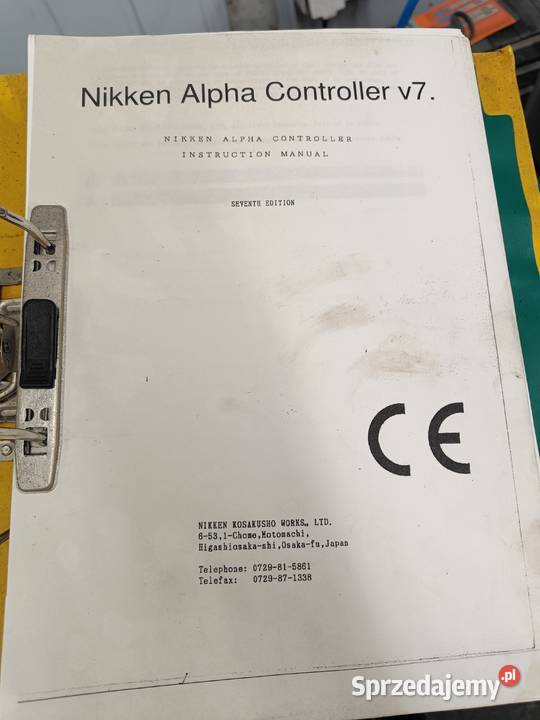 Nikken Alpha Controller v7.
NIKKEN ALPHA CONTROLLER
INSTRUCTION MANUAL
SEVENTH EDITION
CE
NIKKEN KOSAKUSHO WORKS., LTD.
6-53,1-Chome,Motomachi,
Higashiosaka-shi,Osaka-fu,Japan
Telephone: 0729-81-5861
Telefax: 0729-87-1338
Sprzedajemy.pl